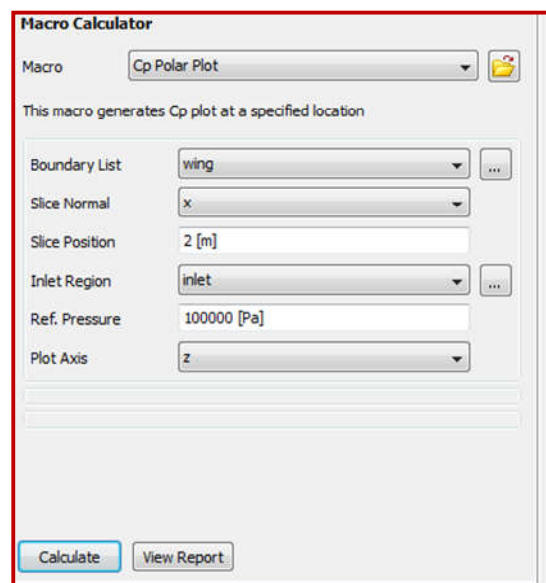 Macro Calculator
Macro Cp Polar Plot
This macro generates Cp plot at a specified location
Boundary List wing ...
Slice Normal x
Slice Position 2 [m]
Inlet Region inlet ...
Ref. Pressure 100000 [Pa]
Plot Axis z
Calculate View Report